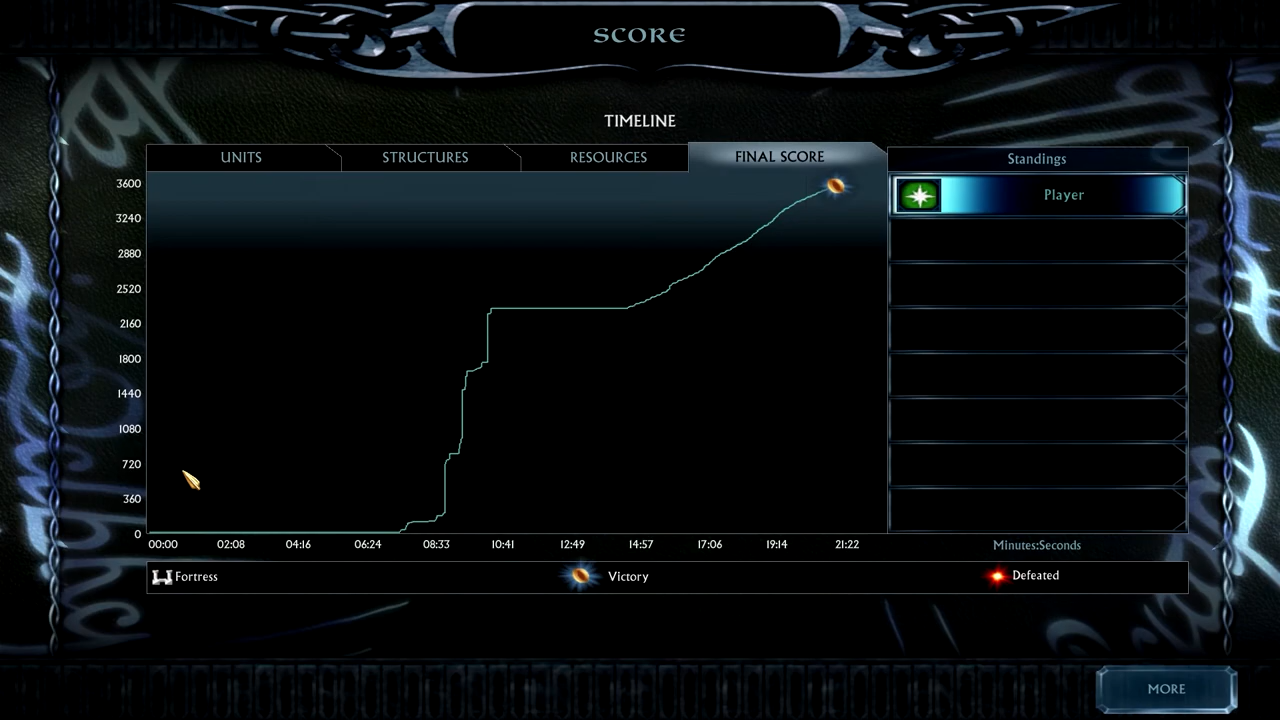 SCORE
TIMELINE
UNITS STRUCTURES RESOURCES FINAL SCORE Standings
Player
3600
3240
2880
2520
2160
1800
1440
1080
720
360
0
00:00 02:08 04:16 06:24 08:33 10:41 12:49 14:57 17:06 19:14 21:22 Minutes:Seconds
Fortress Victory Defeated
MORE